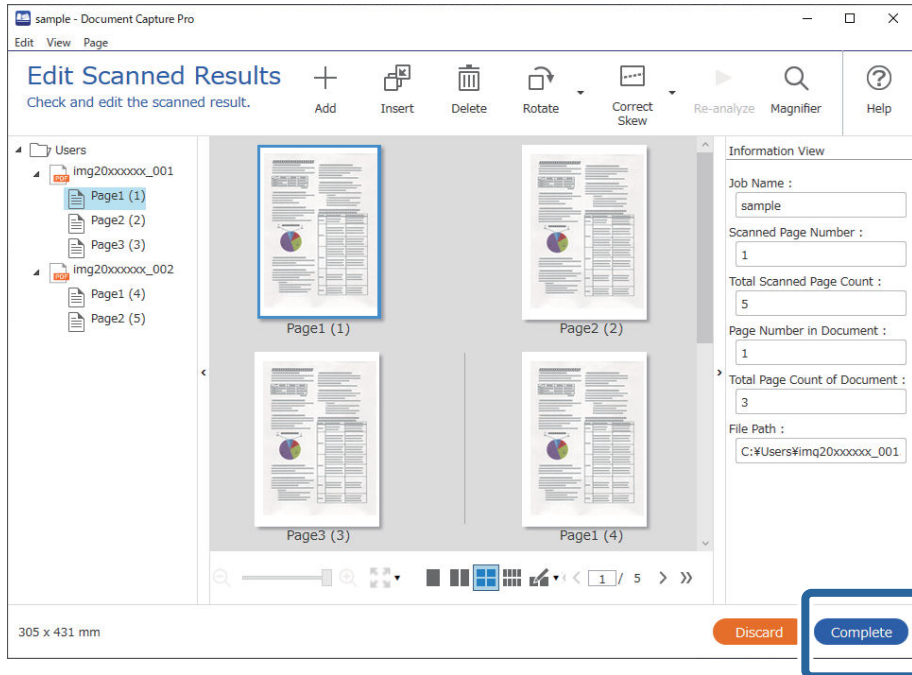 sample - Document Capture Pro
Edit View Page
Edit Scanned Results
Check and edit the scanned result.
Add
Insert
Delete
Rotate
Correct
Skew
Re-analyze
Magnifier
Help
Users
img20xxxxxx_001
Page1 (1)
Page2 (2)
Page3 (3)
img20xxxxxx_002
Page1 (4)
Page2 (5)
Page1 (1)
Page2 (2)
Page3 (3)
Page1 (4)
1 / 5
Information View
Job Name :
sample
Scanned Page Number :
1
Total Scanned Page Count :
5
Page Number in Document :
1
Total Page Count of Document :
3
File Path :
C:¥Users¥img20xxxxxx_001
305 x 431 mm
Discard
Complete